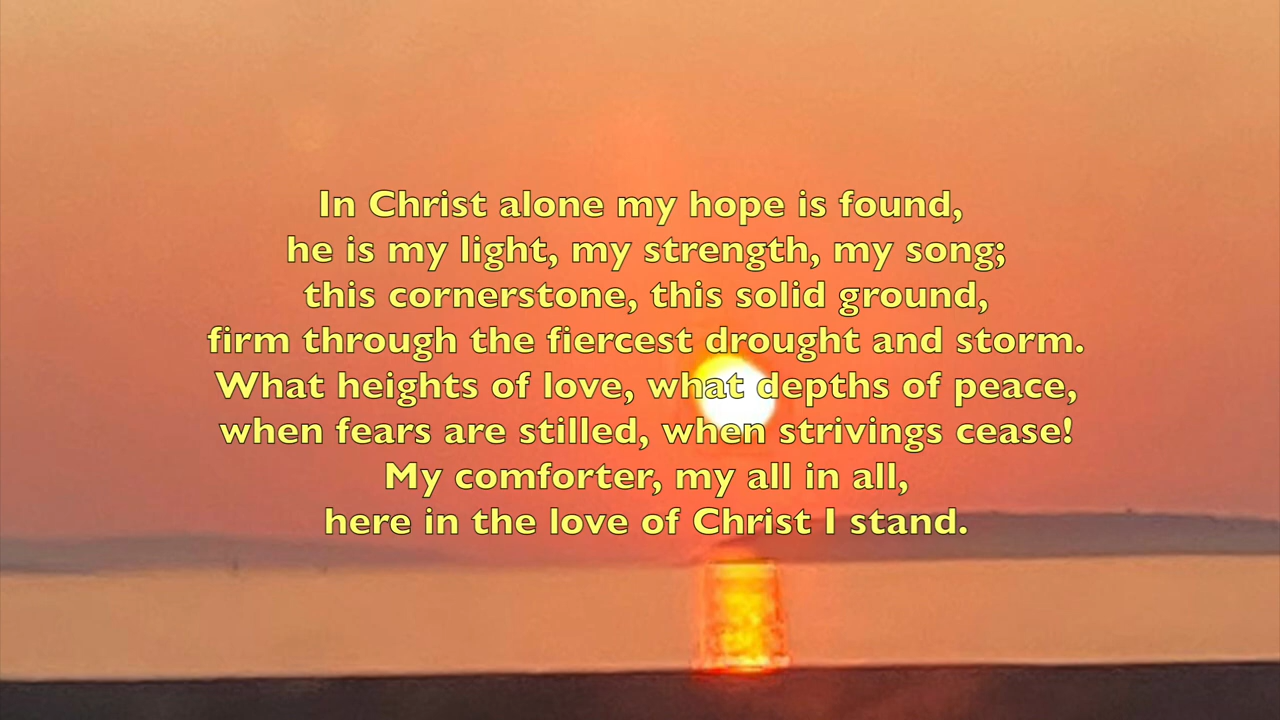 In Christ alone my hope is found,
he is my light, my strength, my song;
this cornerstone, this solid ground,
firm through the fiercest drought and storm.
What heights of love, what depths of peace,
when fears are stilled, when strivings cease!
My comforter, my all in all,
here in the love of Christ I stand.